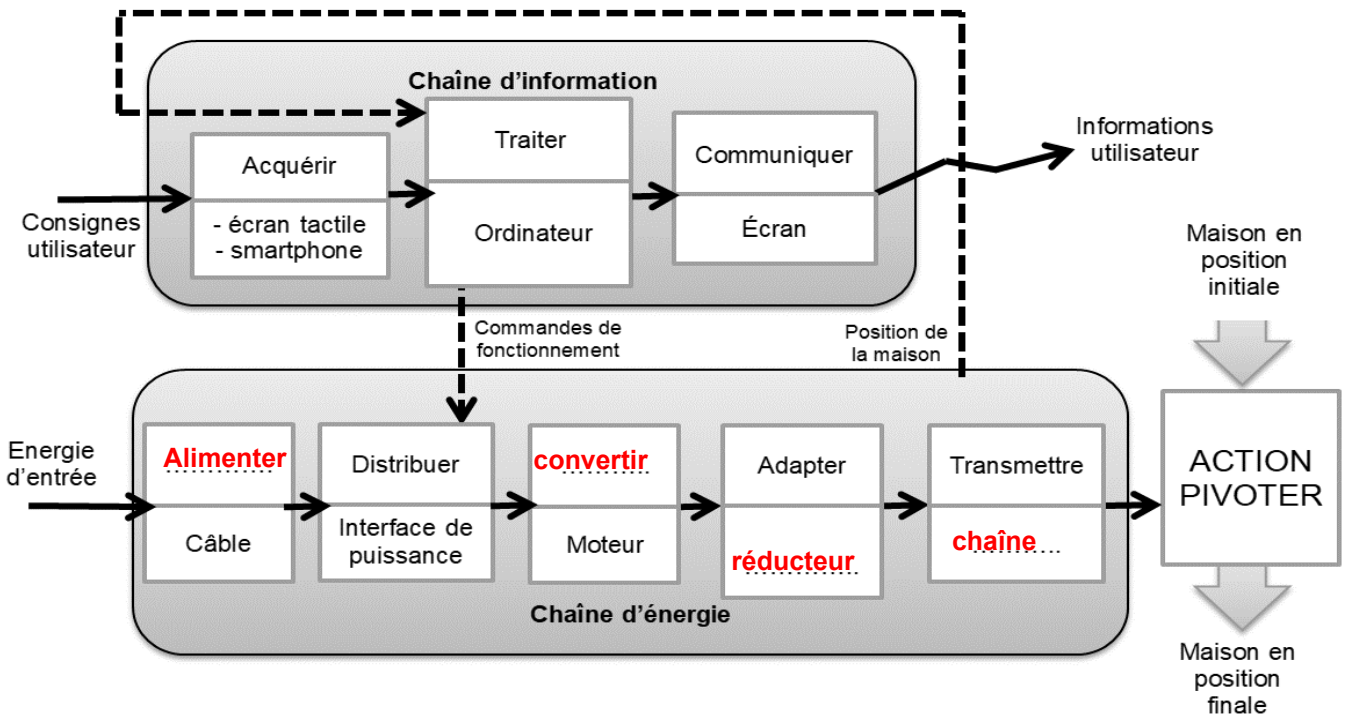 Chaîne d’information
Acquérir
- écran tactile
- smartphone
Traiter
Ordinateur
Communiquer
Écran
Consignes
utilisateur
Informations
utilisateur
Maison en
position
initiale
Commandes de
fonctionnement
Position de
la maison
Energie
d’entrée
Alimenter
Câble
Distribuer
Interface de
puissance
convertir
Moteur
Adapter
réducteur
Transmettre
chaîne
ACTION
PIVOTER
Chaîne d’énergie
Maison en
position
finale